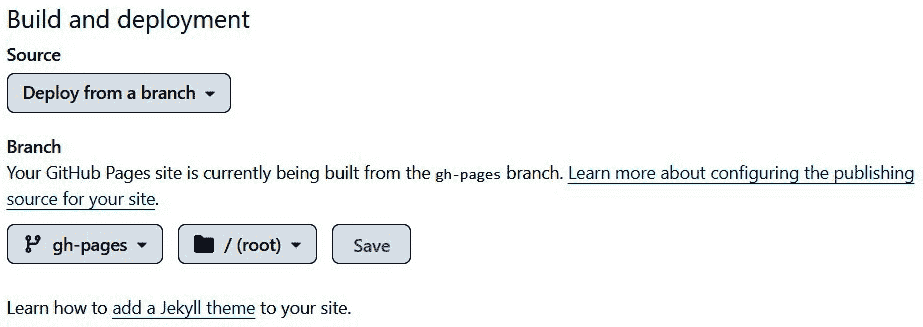 Build and deployment
Source
Deploy from a branch
Branch
Your GitHub Pages site is currently being built from the gh-pages branch. Learn more about configuring the publishing
source for your site.
gh-pages / (root) Save
Learn how to add a Jekyll theme to your site.